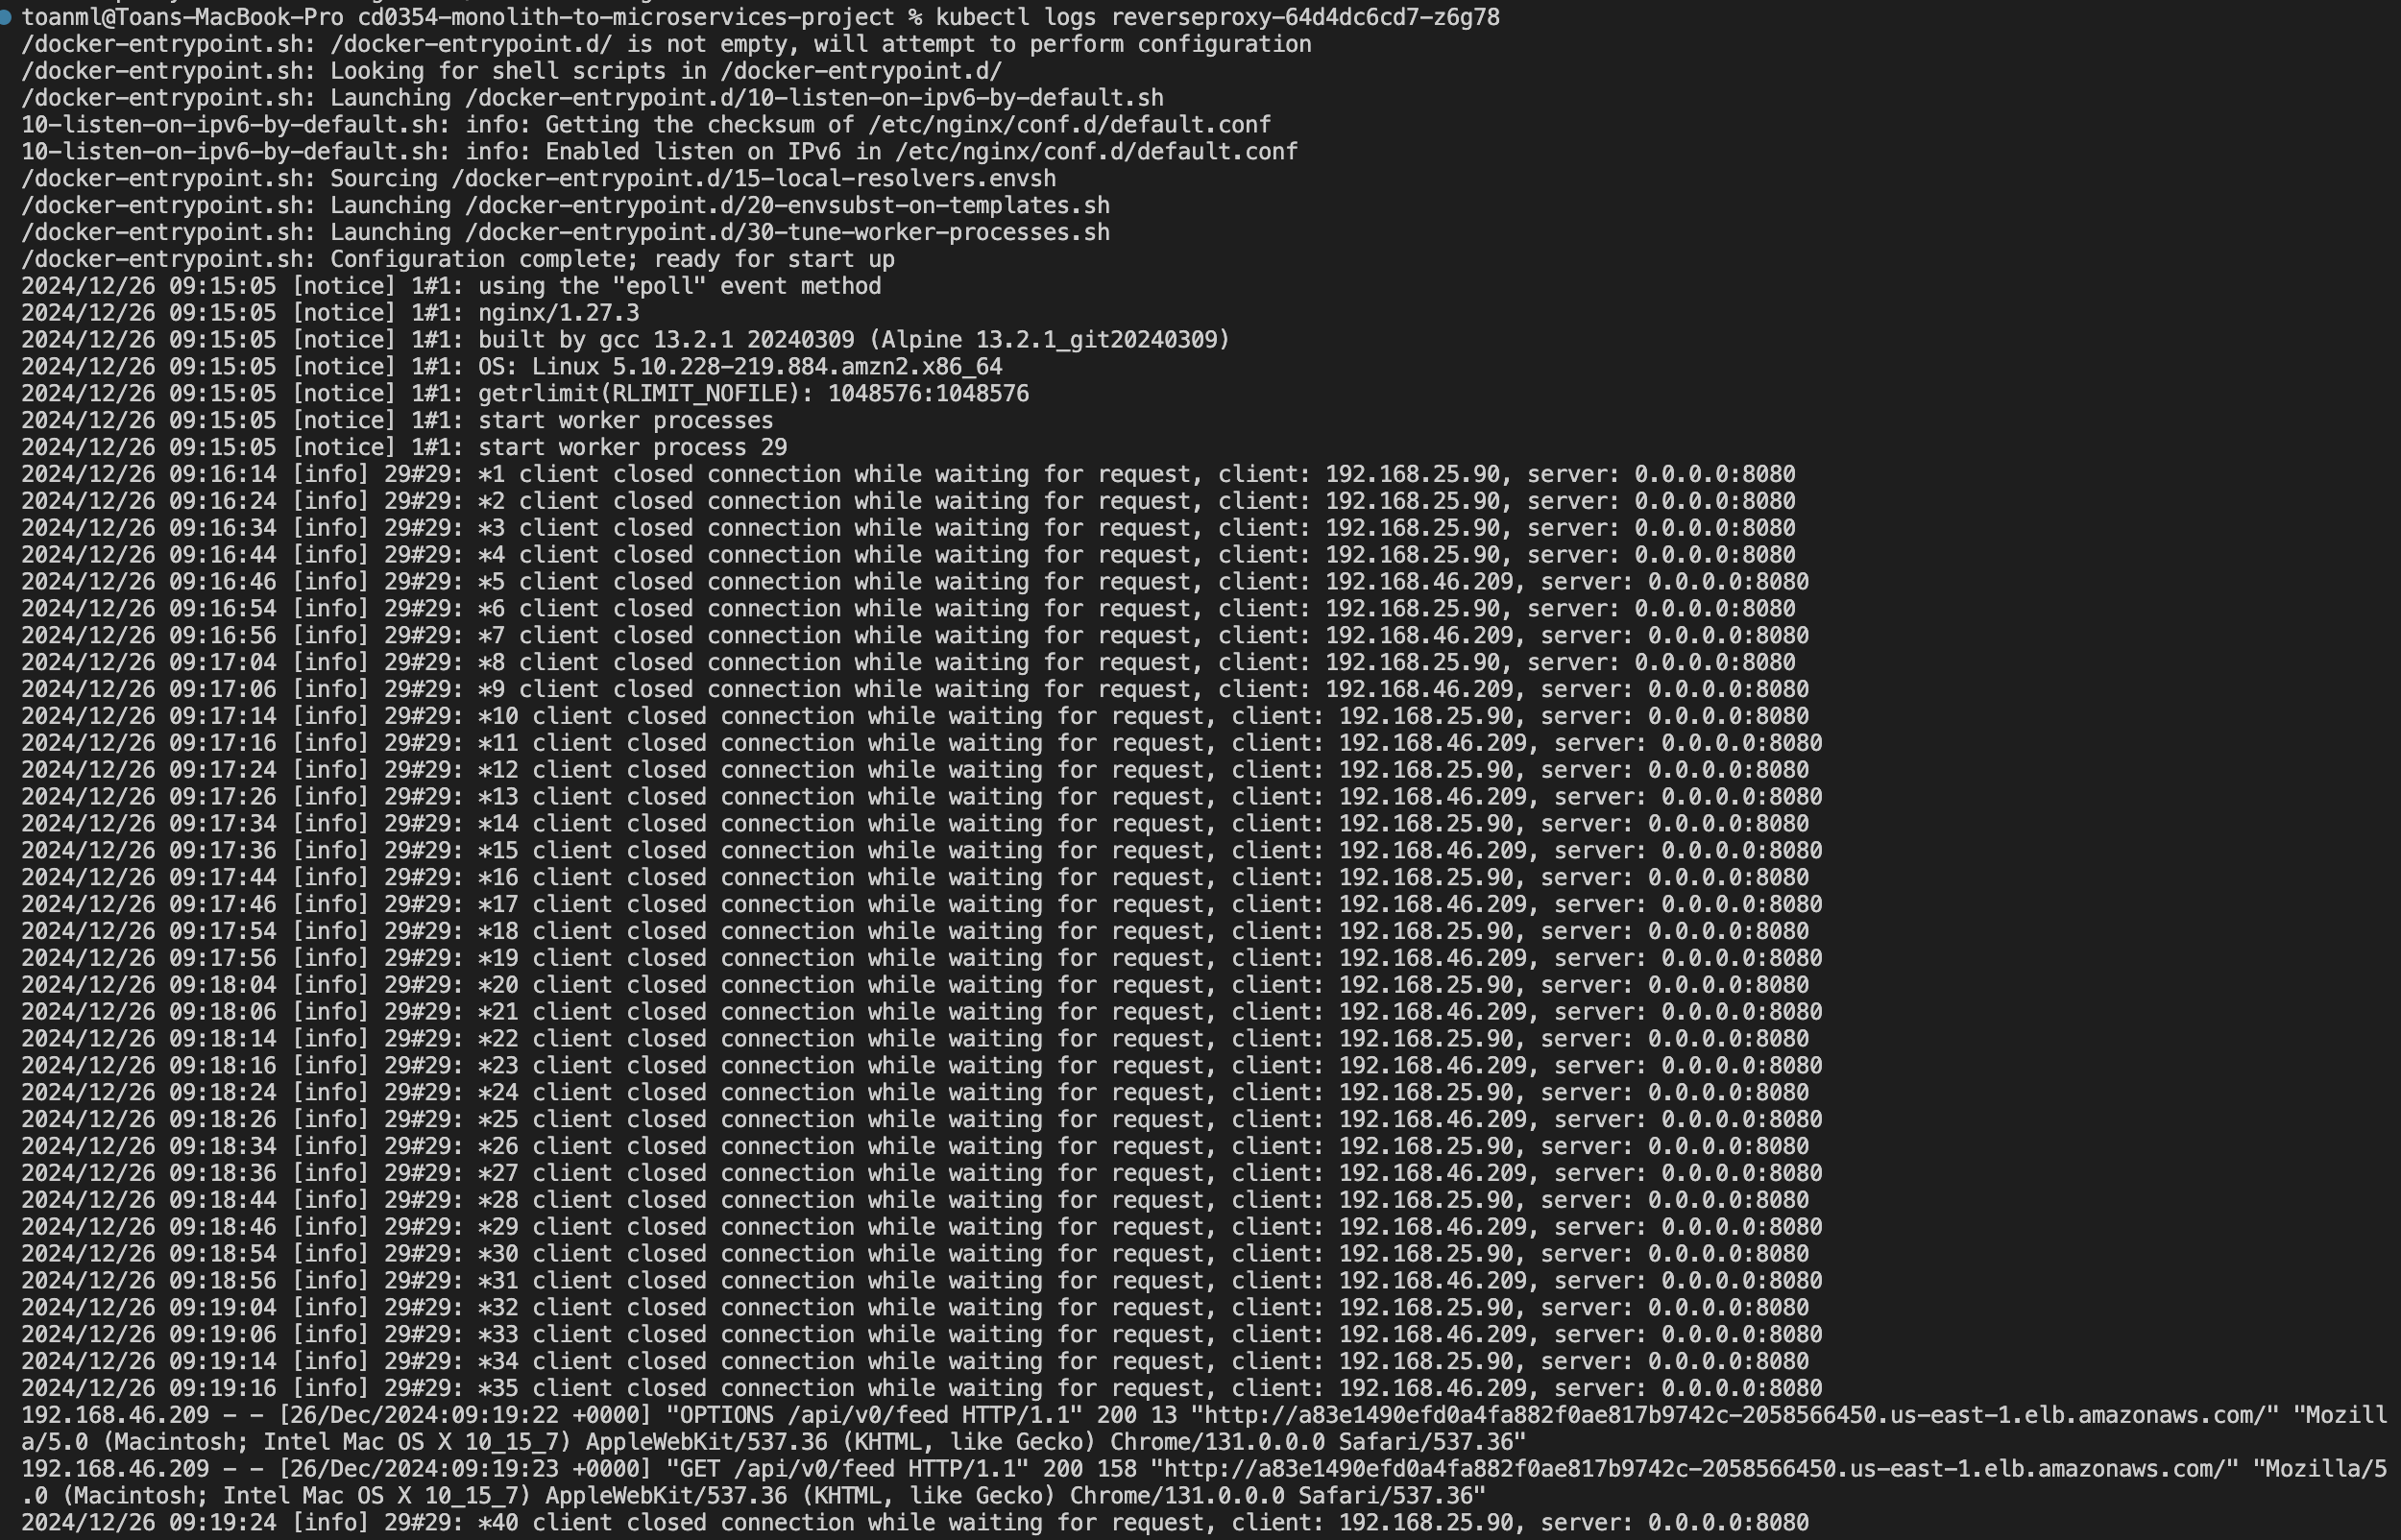 toanml@Toans-MacBook-Pro cd0354-monolith-to-microservices-project % kubectl logs reverseproxy-64d4dc6cd7-z6g78
/docker-entrypoint.sh: /docker-entrypoint.d/ is not empty, will attempt to perform configuration
/docker-entrypoint.sh: Looking for shell scripts in /docker-entrypoint.d/
/docker-entrypoint.sh: Launching /docker-entrypoint.d/10-listen-on-ipv6-by-default.sh
10-listen-on-ipv6-by-default.sh: info: Getting the checksum of /etc/nginx/conf.d/default.conf
10-listen-on-ipv6-by-default.sh: info: Enabled listen on IPv6 in /etc/nginx/conf.d/default.conf
/docker-entrypoint.sh: Sourcing /docker-entrypoint.d/15-local-resolvers.envsh
/docker-entrypoint.sh: Launching /docker-entrypoint.d/20-envsubst-on-templates.sh
/docker-entrypoint.sh: Launching /docker-entrypoint.d/30-tune-worker-processes.sh
/docker-entrypoint.sh: Configuration complete; ready for start up
2024/12/26 09:15:05 [notice] 1#1: using the "epoll" event method
2024/12/26 09:15:05 [notice] 1#1: nginx/1.27.3
2024/12/26 09:15:05 [notice] 1#1: built by gcc 13.2.1 20240309 (Alpine 13.2.1_git20240309)
2024/12/26 09:15:05 [notice] 1#1: OS: Linux 5.10.228-219.884.amzn2.x86_64
2024/12/26 09:15:05 [notice] 1#1: getrlimit(RLIMIT_NOFILE): 1048576:1048576
2024/12/26 09:15:05 [notice] 1#1: start worker processes
2024/12/26 09:15:05 [notice] 1#1: start worker process 29
2024/12/26 09:16:14 [info] 29#29: *1 client closed connection while waiting for request, client: 192.168.25.90, server: 0.0.0.0:8080
2024/12/26 09:16:24 [info] 29#29: *2 client closed connection while waiting for request, client: 192.168.25.90, server: 0.0.0.0:8080
2024/12/26 09:16:34 [info] 29#29: *3 client closed connection while waiting for request, client: 192.168.25.90, server: 0.0.0.0:8080
2024/12/26 09:16:44 [info] 29#29: *4 client closed connection while waiting for request, client: 192.168.25.90, server: 0.0.0.0:8080
2024/12/26 09:16:46 [info] 29#29: *5 client closed connection while waiting for request, client: 192.168.46.209, server: 0.0.0.0:8080
2024/12/26 09:16:54 [info] 29#29: *6 client closed connection while waiting for request, client: 192.168.25.90, server: 0.0.0.0:8080
2024/12/26 09:16:56 [info] 29#29: *7 client closed connection while waiting for request, client: 192.168.46.209, server: 0.0.0.0:8080
2024/12/26 09:17:04 [info] 29#29: *8 client closed connection while waiting for request, client: 192.168.25.90, server: 0.0.0.0:8080
2024/12/26 09:17:06 [info] 29#29: *9 client closed connection while waiting for request, client: 192.168.46.209, server: 0.0.0.0:8080
2024/12/26 09:17:14 [info] 29#29: *10 client closed connection while waiting for request, client: 192.168.25.90, server: 0.0.0.0:8080
2024/12/26 09:17:16 [info] 29#29: *11 client closed connection while waiting for request, client: 192.168.46.209, server: 0.0.0.0:8080
2024/12/26 09:17:24 [info] 29#29: *12 client closed connection while waiting for request, client: 192.168.25.90, server: 0.0.0.0:8080
2024/12/26 09:17:26 [info] 29#29: *13 client closed connection while waiting for request, client: 192.168.46.209, server: 0.0.0.0:8080
2024/12/26 09:17:34 [info] 29#29: *14 client closed connection while waiting for request, client: 192.168.25.90, server: 0.0.0.0:8080
2024/12/26 09:17:36 [info] 29#29: *15 client closed connection while waiting for request, client: 192.168.46.209, server: 0.0.0.0:8080
2024/12/26 09:17:44 [info] 29#29: *16 client closed connection while waiting for request, client: 192.168.25.90, server: 0.0.0.0:8080
2024/12/26 09:17:46 [info] 29#29: *17 client closed connection while waiting for request, client: 192.168.46.209, server: 0.0.0.0:8080
2024/12/26 09:17:54 [info] 29#29: *18 client closed connection while waiting for request, client: 192.168.25.90, server: 0.0.0.0:8080
2024/12/26 09:17:56 [info] 29#29: *19 client closed connection while waiting for request, client: 192.168.46.209, server: 0.0.0.0:8080
2024/12/26 09:18:04 [info] 29#29: *20 client closed connection while waiting for request, client: 192.168.25.90, server: 0.0.0.0:8080
2024/12/26 09:18:06 [info] 29#29: *21 client closed connection while waiting for request, client: 192.168.46.209, server: 0.0.0.0:8080
2024/12/26 09:18:14 [info] 29#29: *22 client closed connection while waiting for request, client: 192.168.25.90, server: 0.0.0.0:8080
2024/12/26 09:18:16 [info] 29#29: *23 client closed connection while waiting for request, client: 192.168.46.209, server: 0.0.0.0:8080
2024/12/26 09:18:24 [info] 29#29: *24 client closed connection while waiting for request, client: 192.168.25.90, server: 0.0.0.0:8080
2024/12/26 09:18:26 [info] 29#29: *25 client closed connection while waiting for request, client: 192.168.46.209, server: 0.0.0.0:8080
2024/12/26 09:18:34 [info] 29#29: *26 client closed connection while waiting for request, client: 192.168.25.90, server: 0.0.0.0:8080
2024/12/26 09:18:36 [info] 29#29: *27 client closed connection while waiting for request, client: 192.168.46.209, server: 0.0.0.0:8080
2024/12/26 09:18:44 [info] 29#29: *28 client closed connection while waiting for request, client: 192.168.25.90, server: 0.0.0.0:8080
2024/12/26 09:18:46 [info] 29#29: *29 client closed connection while waiting for request, client: 192.168.46.209, server: 0.0.0.0:8080
2024/12/26 09:18:54 [info] 29#29: *30 client closed connection while waiting for request, client: 192.168.25.90, server: 0.0.0.0:8080
2024/12/26 09:18:56 [info] 29#29: *31 client closed connection while waiting for request, client: 192.168.46.209, server: 0.0.0.0:8080
2024/12/26 09:19:04 [info] 29#29: *32 client closed connection while waiting for request, client: 192.168.25.90, server: 0.0.0.0:8080
2024/12/26 09:19:06 [info] 29#29: *33 client closed connection while waiting for request, client: 192.168.46.209, server: 0.0.0.0:8080
2024/12/26 09:19:14 [info] 29#29: *34 client closed connection while waiting for request, client: 192.168.25.90, server: 0.0.0.0:8080
2024/12/26 09:19:16 [info] 29#29: *35 client closed connection while waiting for request, client: 192.168.46.209, server: 0.0.0.0:8080
192.168.46.209 - - [26/Dec/2024:09:19:22 +0000] "OPTIONS /api/v0/feed HTTP/1.1" 200 13 "http://a83e1490efd0a4fa882f0ae817b9742c-2058566450.us-east-1.elb.amazonaws.com/" "Mozill
a/5.0 (Macintosh; Intel Mac OS X 10_15_7) AppleWebKit/537.36 (KHTML, like Gecko) Chrome/131.0.0.0 Safari/537.36"
192.168.46.209 - - [26/Dec/2024:09:19:23 +0000] "GET /api/v0/feed HTTP/1.1" 200 158 "http://a83e1490efd0a4fa882f0ae817b9742c-2058566450.us-east-1.elb.amazonaws.com/" "Mozilla/5
.0 (Macintosh; Intel Mac OS X 10_15_7) AppleWebKit/537.36 (KHTML, like Gecko) Chrome/131.0.0.0 Safari/537.36"
2024/12/26 09:19:24 [info] 29#29: *40 client closed connection while waiting for request, client: 192.168.25.90, server: 0.0.0.0:8080